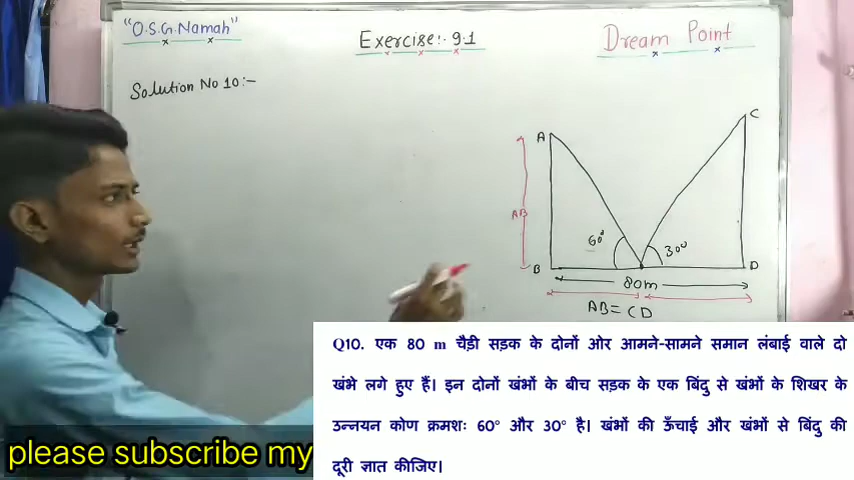 "O.S.G.Namah"
Exercise:- 9.1
Dream Point
Solution No 10:-
C
A
AB
60°
30°
B
D
80m
AB = CD
Q10. एक 80 m चैड़ी सड़क के दोनों ओर आमने-सामने समान लंबाई वाले दो
खंभे लगे हुए हैं। इन दोनों खंभों के बीच सड़क के एक बिंदु से खंभों के शिखर के
उन्नयन कोण क्रमशः 60° और 30° है। खंभों की ऊँचाई और खंभों से बिंदु की
दूरी ज्ञात कीजिए।
please subscribe my